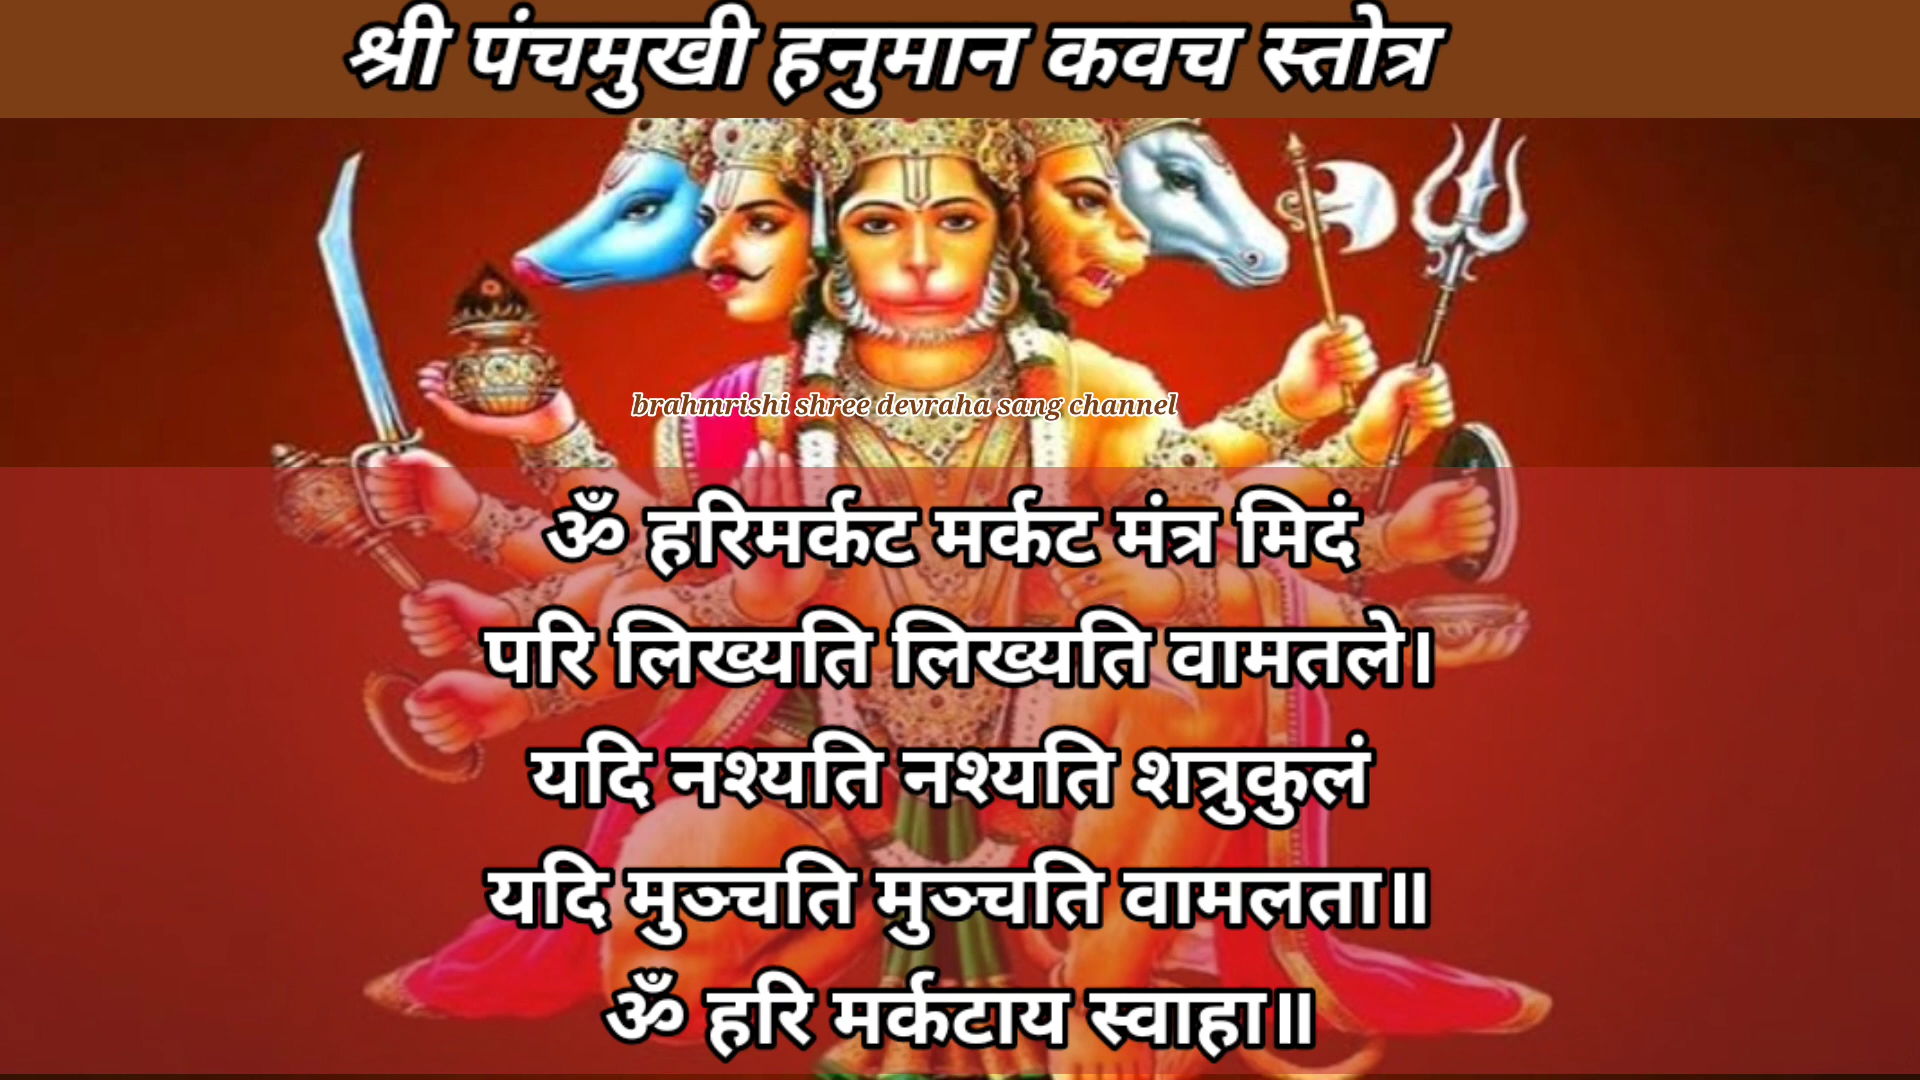 श्री पंचमुखी हनुमान कवच स्तोत्र
brahmrishi shree devraha sang channel
ॐ हरिमर्कट मर्कट मंत्र मिदं
परि लिख्यति लिख्यति वामतले।
यदि नश्यति नश्यति शत्रुकुलं
यदि मुञ्चति मुञ्चति वामलता॥
ॐ हरि मर्कटाय स्वाहा॥